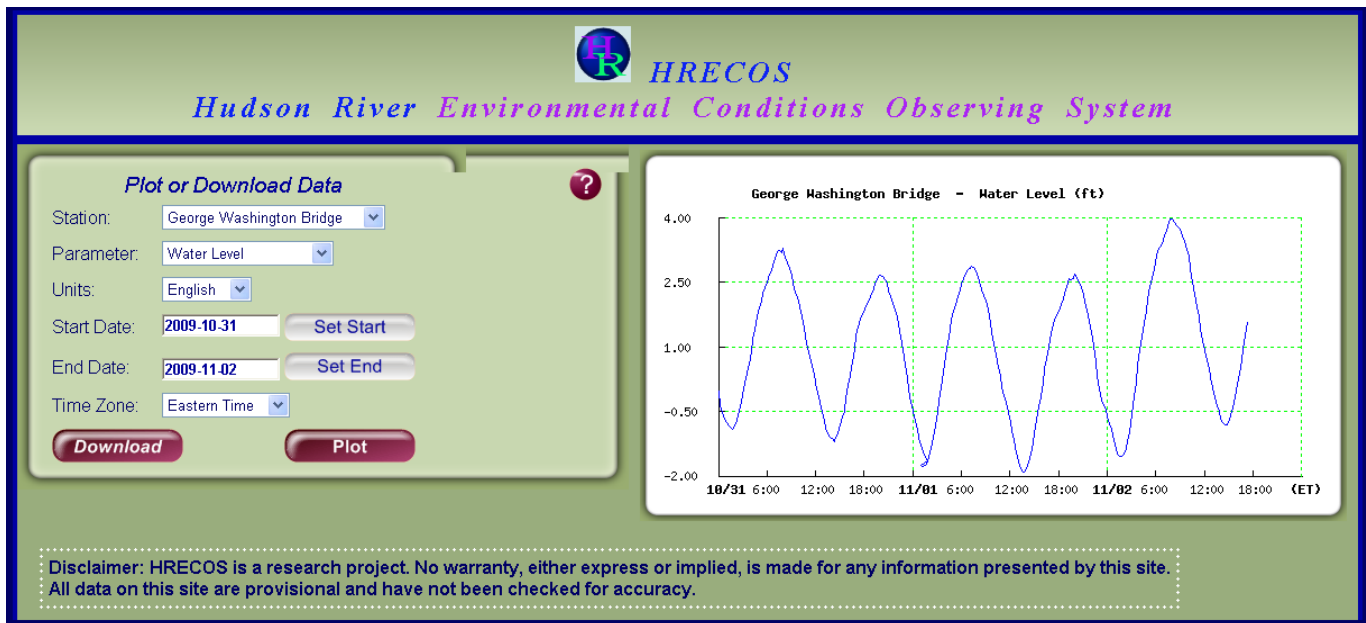 HR
HRECOS
Hudson River Environmental Conditions Observing System
Plot or Download Data
?
Station: George Washington Bridge
Parameter: Water Level
Units: English
Start Date: 2009-10-31 Set Start
End Date: 2009-11-02 Set End
Time Zone: Eastern Time
Download Plot
George Washington Bridge - Water Level (ft)
4.00
2.50
1.00
-0.50
-2.00
10/31 6:00 12:00 18:00 11/01 6:00 12:00 18:00 11/02 6:00 12:00 18:00 (ET)
Disclaimer: HRECOS is a research project. No warranty, either express or implied, is made for any information presented by this site.
All data on this site are provisional and have not been checked for accuracy.